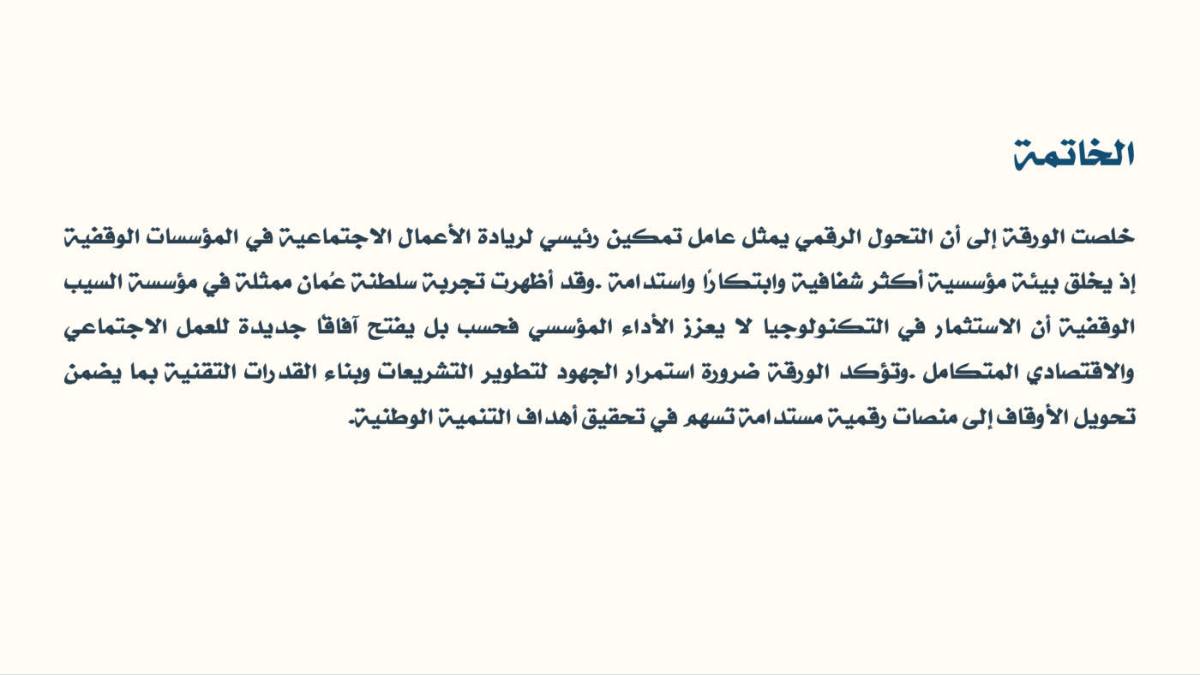 الخاتمة
خلصت الورقة إلى أن التحول الرقمي يمثل عامل تمكين رئيسي لريادة الأعمال الاجتماعية في المؤسسات الوقفية
إذ يخلق بيئة مؤسسية أكثر شفافية وابتكارًا واستدامة .وقد أظهرت تجربة سلطنة عُمان ممثلة في مؤسسة السيب
الوقفية أن الاستثمار في التكنولوجيا لا يعزز الأداء المؤسسي فحسب بل يفتح آفاقًا جديدة للعمل الاجتماعي
والاقتصادي المتكامل .وتؤكد الورقة ضرورة استمرار الجهود لتطوير التشريعات وبناء القدرات التقنية بما يضمن
تحويل الأوقاف إلى منصات رقمية مستدامة تسهم في تحقيق أهداف التنمية الوطنية.